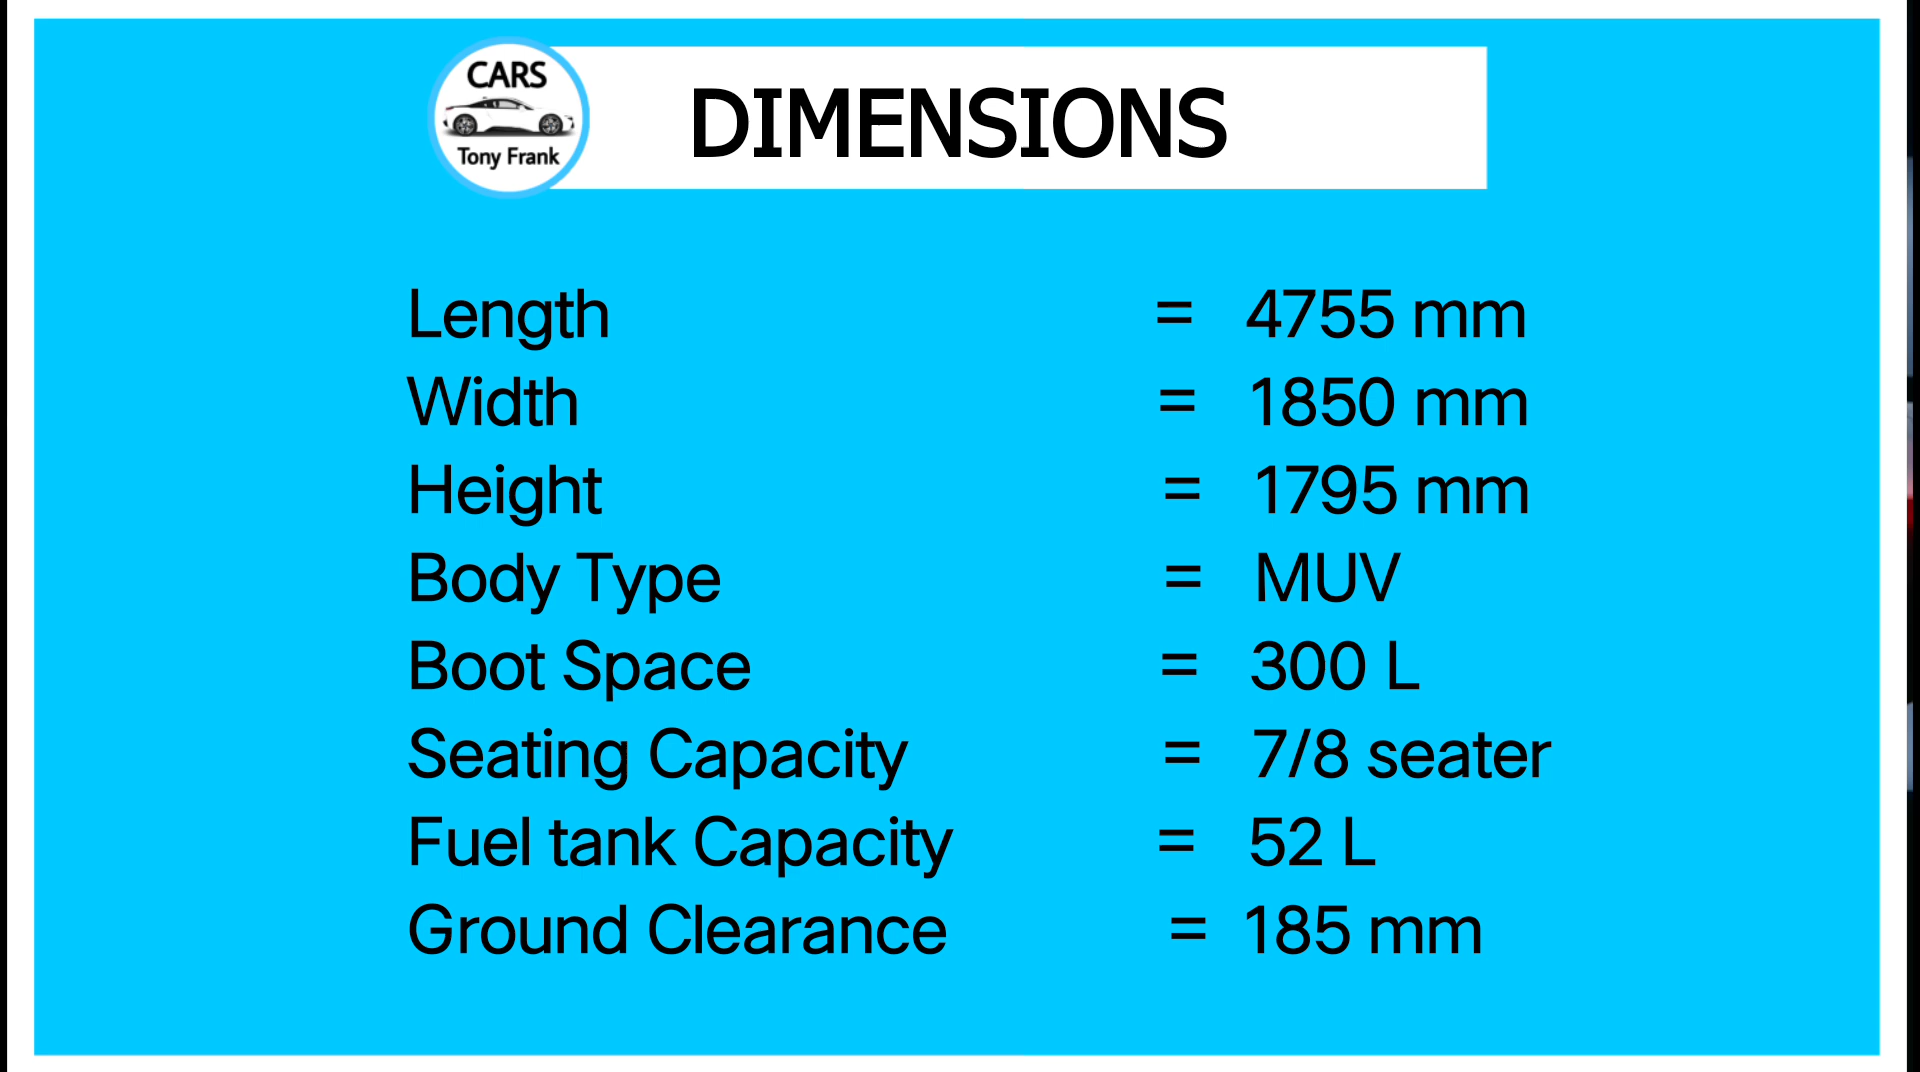 CARS
Tony Frank
DIMENSIONS
Length = 4755 mm
Width = 1850 mm
Height = 1795 mm
Body Type = MUV
Boot Space = 300 L
Seating Capacity = 7/8 seater
Fuel tank Capacity = 52 L
Ground Clearance = 185 mm